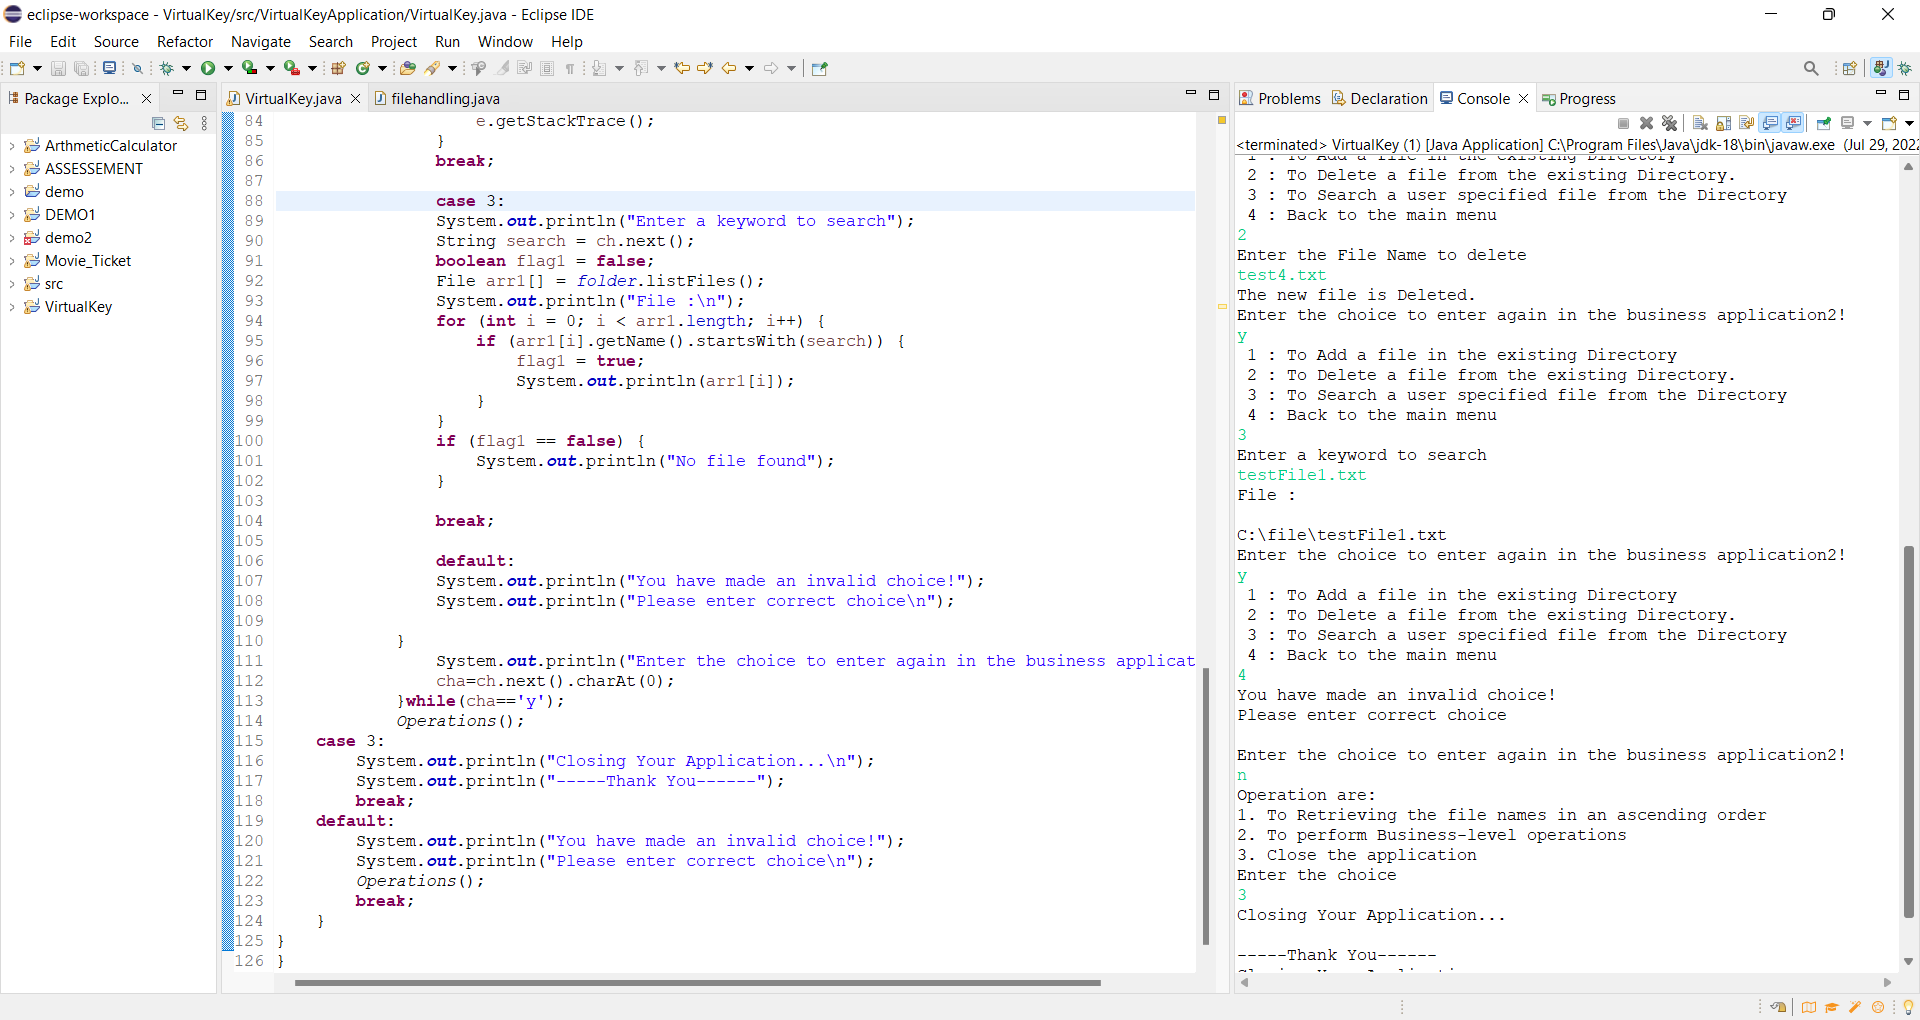 eclipse-workspace - VirtualKey/src/VirtualKeyApplication/VirtualKey.java - Eclipse IDE
File Edit Source Refactor Navigate Search Project Run Window Help
Package Explo...
ArthmeticCalculator
ASSESSEMENT
demo
DEMO1
demo2
Movie_Ticket
src
VirtualKey
VirtualKey.java filehandling.java
84 e.getStackTrace();
85 }
86 break;
87
88 case 3:
89 System.out.println("Enter a keyword to search");
90 String search = ch.next();
91 boolean flag1 = false;
92 File arr1[] = folder.listFiles();
93 System.out.println("File :\n");
94 for (int i = 0; i < arr1.length; i++) {
95 if (arr1[i].getName().startsWith(search)) {
96 flag1 = true;
97 System.out.println(arr1[i]);
98 }
99 }
100 if (flag1 == false) {
101 System.out.println("No file found");
102 }
103
104 break;
105
106 default:
107 System.out.println("You have made an invalid choice!");
108 System.out.println("Please enter correct choice\n");
109
110 }
111 System.out.println("Enter the choice to enter again in the business applicat
112 cha=ch.next().charAt(0);
113 }while(cha=='y');
114 Operations();
115 case 3:
116 System.out.println("Closing Your Application...\n");
117 System.out.println("-----Thank You------");
118 break;
119 default:
120 System.out.println("You have made an invalid choice!");
121 System.out.println("Please enter correct choice\n");
122 Operations();
123 break;
124 }
125 }
126 }
Problems Declaration Console Progress
<terminated> VirtualKey (1) [Java Application] C:\Program Files\Java\jdk-18\bin\javaw.exe (Jul 29, 2022
1 : To Add a file in the existing Directory
2 : To Delete a file from the existing Directory.
3 : To Search a user specified file from the Directory
4 : Back to the main menu
2
Enter the File Name to delete
test4.txt
The new file is Deleted.
Enter the choice to enter again in the business application2!
y
1 : To Add a file in the existing Directory
2 : To Delete a file from the existing Directory.
3 : To Search a user specified file from the Directory
4 : Back to the main menu
3
Enter a keyword to search
testFile1.txt
File :
C:\file\testFile1.txt
Enter the choice to enter again in the business application2!
y
1 : To Add a file in the existing Directory
2 : To Delete a file from the existing Directory.
3 : To Search a user specified file from the Directory
4 : Back to the main menu
4
You have made an invalid choice!
Please enter correct choice
Enter the choice to enter again in the business application2!
n
Operation are:
1. To Retrieving the file names in an ascending order
2. To perform Business-level operations
3. Close the application
Enter the choice
3
Closing Your Application...
-----Thank You------